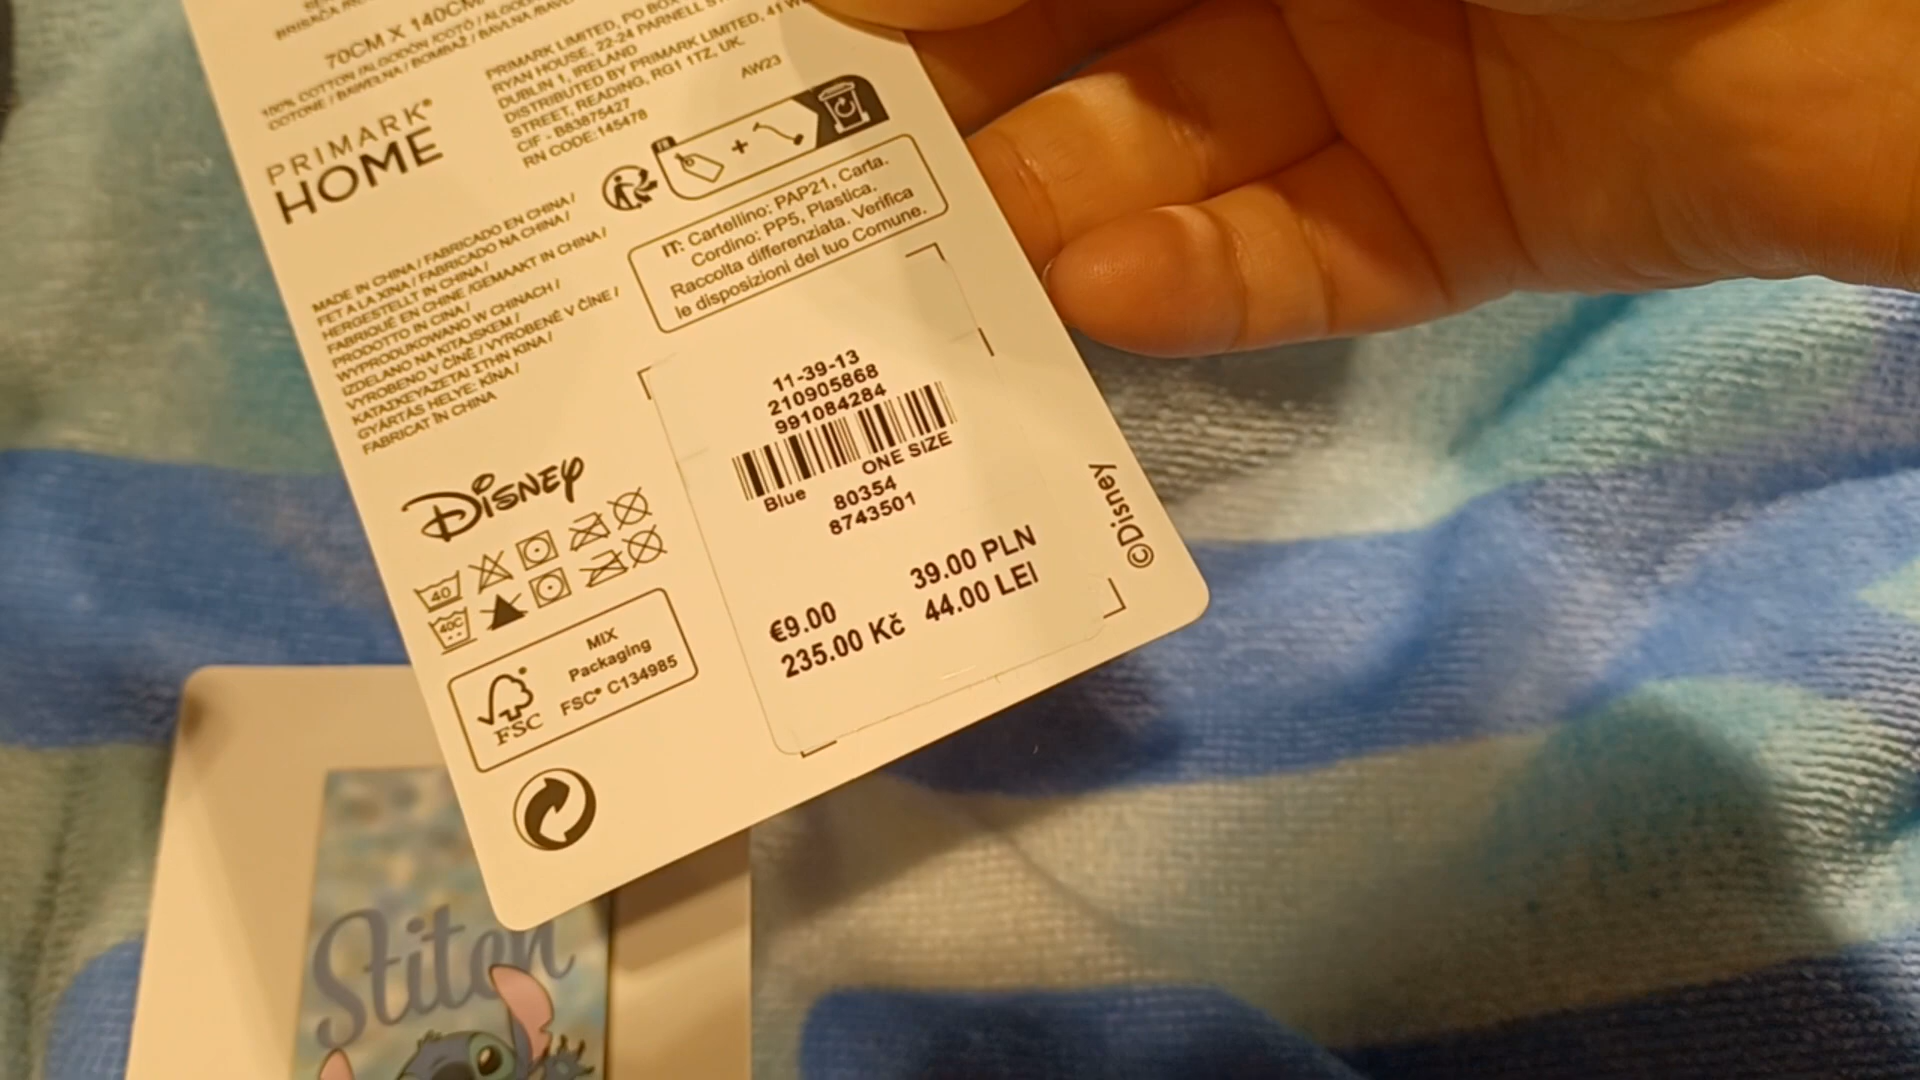 70CM X 140CM
100% COTTON /ALGODÓN /COTÓ / ALGODÃO
COTONE / BAWEŁNA / BOMBAŽ / BAVLNA
PRIMARK®
HOME
PRIMARK LIMITED, PO BOX
RYAN HOUSE, 22-24 PARNELL
DUBLIN 1, IRELAND
DISTRIBUTED BY PRIMARK LIMITED, 41
STREET, READING, RG1 1TZ, UK.
CIF - B83875427
RN CODE:145478
AW23
FR
+
IT: Cartellino: PAP21, Carta.
Cordino: PP5, Plastica.
Raccolta differenziata. Verifica
le disposizioni del tuo Comune.
MADE IN CHINA / FABRICADO EN CHINA /
FET A LA XINA / FABRICADO NA CHINA /
HERGESTELLT IN CHINA /
FABRIQUÉ EN CHINE /GEMAAKT IN CHINA /
PRODOTTO IN CINA /
WYPRODUKOWANO W CHINACH /
IZDELANO NA KITAJSKEM /
VYROBENO V ČÍNĚ / VYROBENÉ V ČÍNE /
ΚΑΤΑΣΚΕΥΑΖΕΤΑΙ ΣΤΗΝ ΚΙΝΑ /
GYÁRTÁS HELYE: KÍNA /
FABRICAT ÎN CHINA
11-39-13
210905868
991084284
ONE SIZE
Blue 80354
8743501
39.00 PLN
€9.00 44.00 LEI
235.00 Kč
©Disney
Disney
40
40C
MIX
Packaging
FSC® C134985
FSC
Stitch